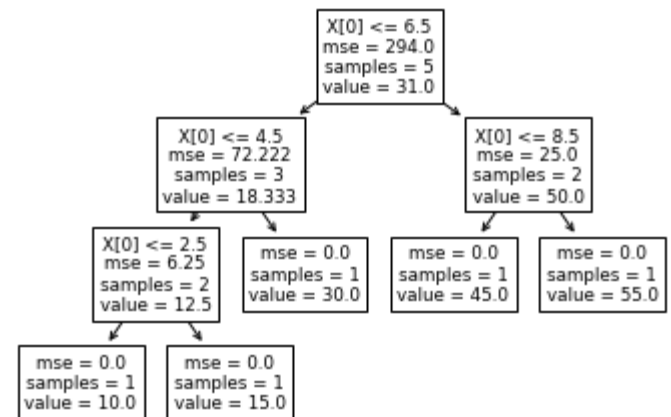 X[0] <= 6.5
mse = 294.0
samples = 5
value = 31.0
X[0] <= 4.5
mse = 72.222
samples = 3
value = 18.333
X[0] <= 8.5
mse = 25.0
samples = 2
value = 50.0
X[0] <= 2.5
mse = 6.25
samples = 2
value = 12.5
mse = 0.0
samples = 1
value = 30.0
mse = 0.0
samples = 1
value = 45.0
mse = 0.0
samples = 1
value = 55.0
mse = 0.0
samples = 1
value = 10.0
mse = 0.0
samples = 1
value = 15.0